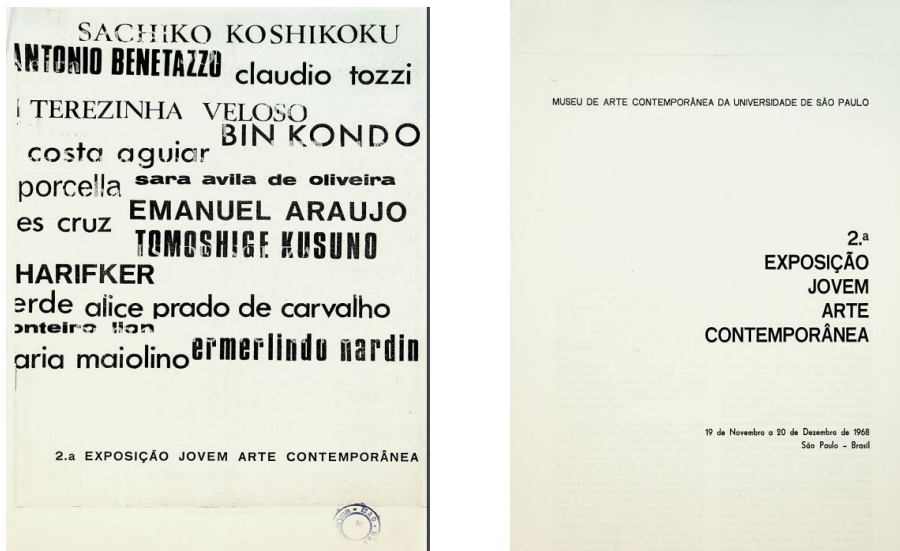 SACHIKO KOSHIKOKU
ANTONIO BENETAZZO
claudio tozzi
TEREZINHA VELOSO
BIN KONDO
costa aguiar
porcella
sara avila de oliveira
es cruz
EMANUEL ARAUJO
TOMOSHIGE KUSUNO
HARIFKER
erde alice prado de carvalho
onteiro lion
aria maiolino
ermerlindo nardin
2.a EXPOSIÇÃO JOVEM ARTE CONTEMPORÂNEA
MUSEU DE ARTE CONTEMPORÂNEA DA UNIVERSIDADE DE SÃO PAULO
2.ª
EXPOSIÇÃO
JOVEM
ARTE
CONTEMPORÂNEA
19 de Novembro a 20 de Dezembro de 1968
São Paulo - Brasil